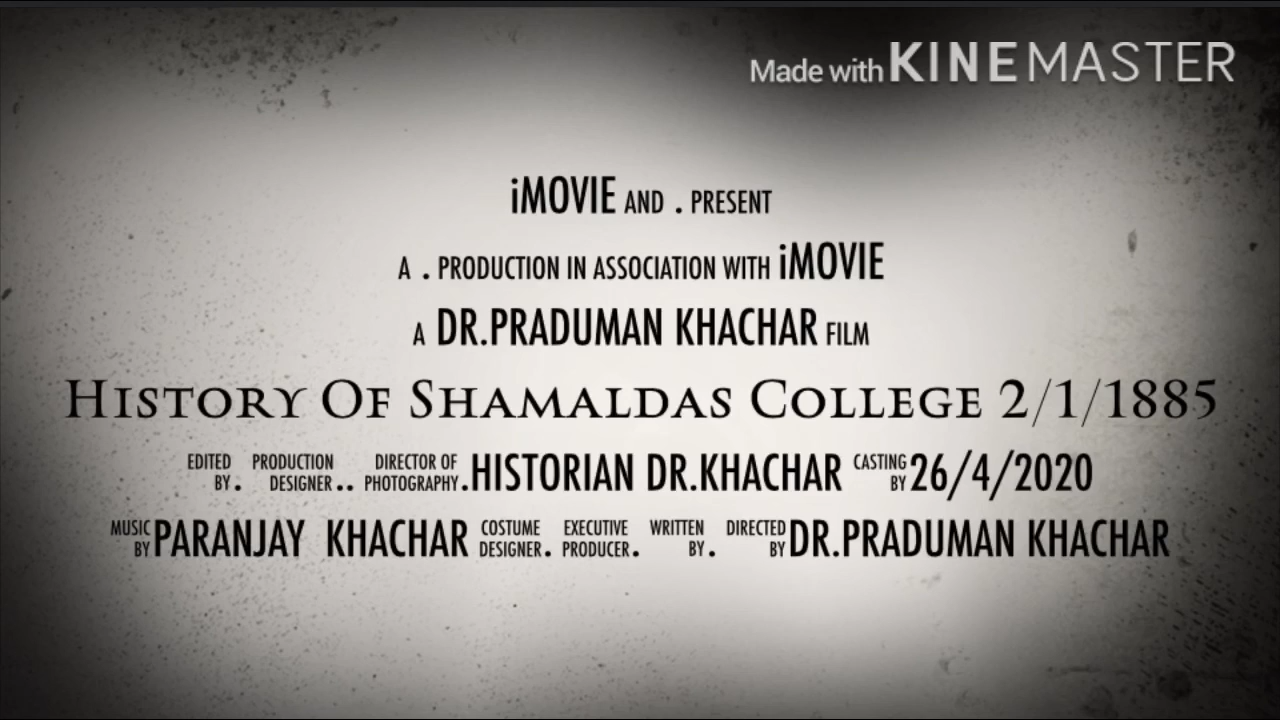 Made with KINEMASTER
iMOVIE AND . PRESENT
A . PRODUCTION IN ASSOCIATION WITH iMOVIE
A DR.PRADUMAN KHACHAR FILM
HISTORY OF SHAMALDAS COLLEGE 2/1/1885
EDITED BY . PRODUCTION DESIGNER . . DIRECTOR OF PHOTOGRAPHY . HISTORIAN DR.KHACHAR CASTING BY 26/4/2020
MUSIC BY PARANJAY KHACHAR COSTUME DESIGNER . EXECUTIVE PRODUCER . WRITTEN BY . DIRECTED BY DR.PRADUMAN KHACHAR